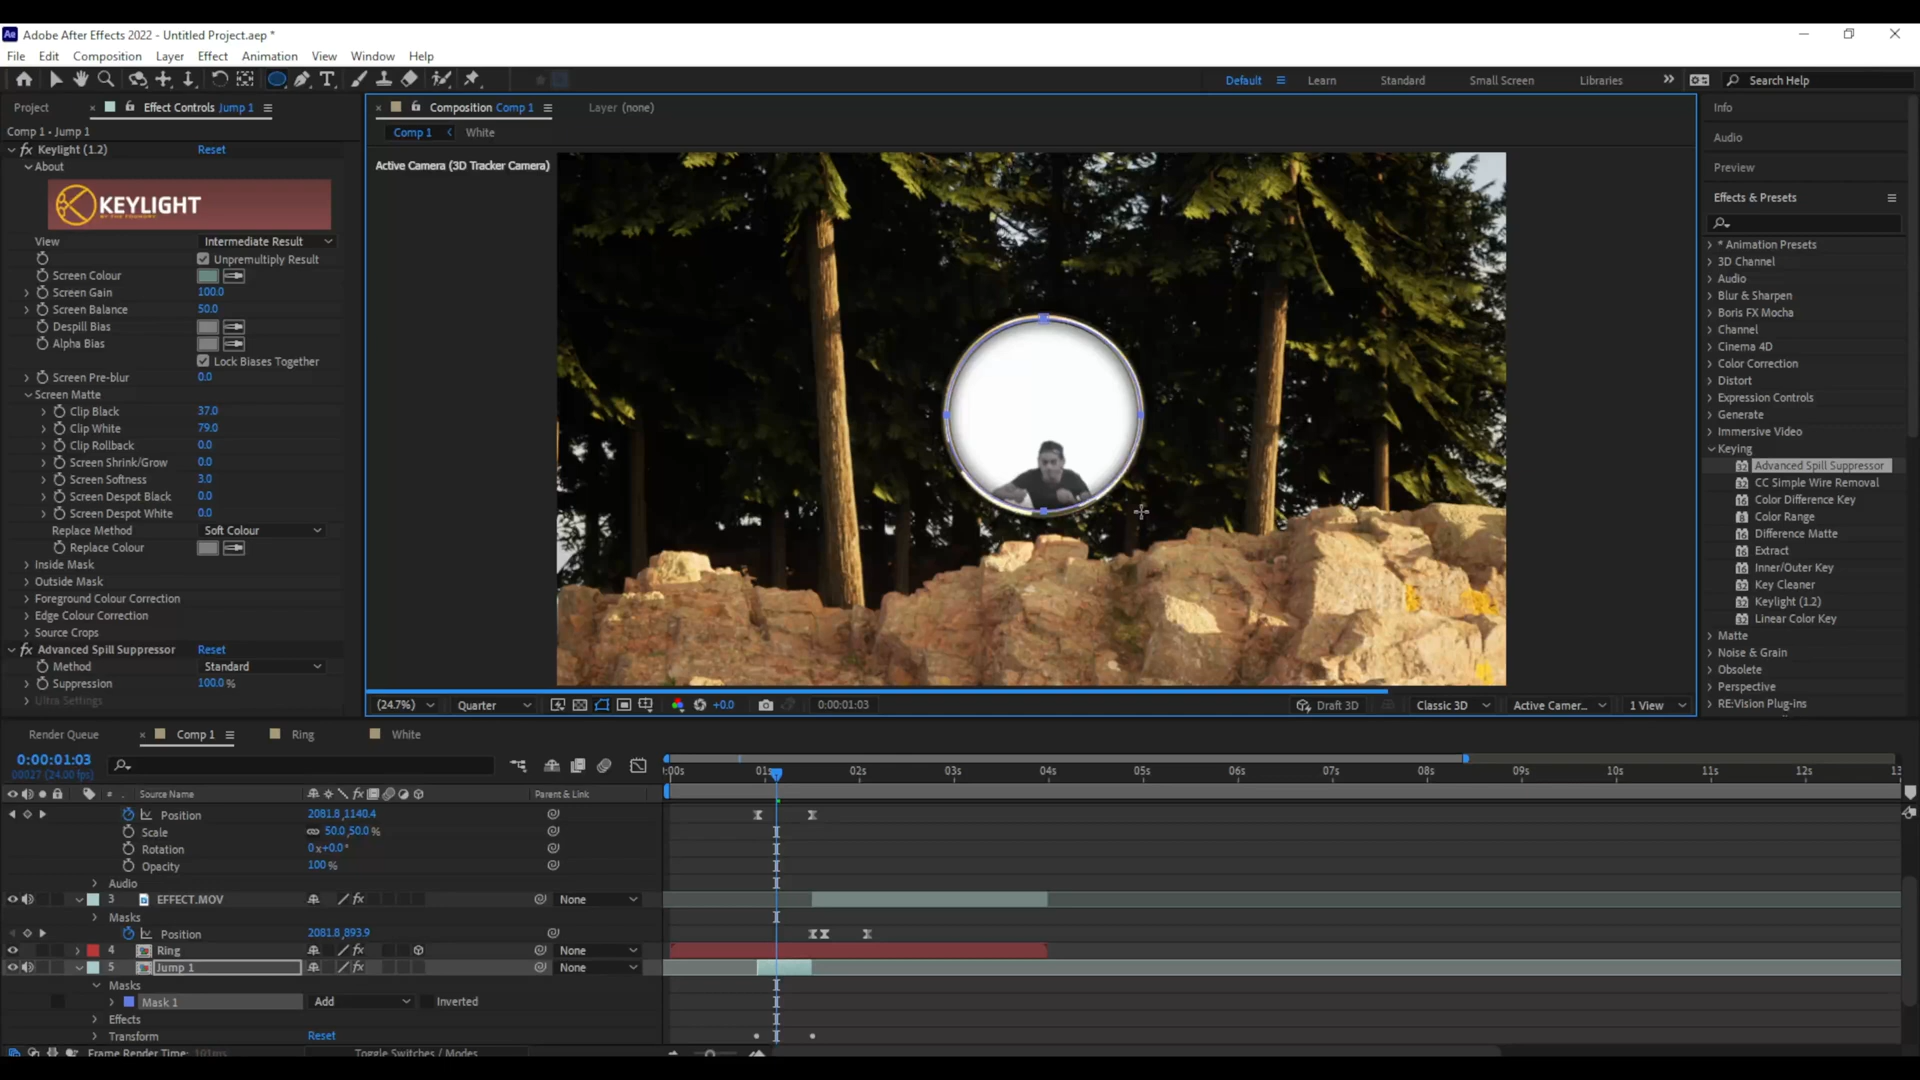 Adobe After Effects 2022 - Untitled Project.aep *
File Edit Composition Layer Effect Animation View Window Help
Default Learn Standard Small Screen Libraries Search Help
Project Effect Controls Jump 1 Composition Comp 1 Layer (none) Info
Comp 1 • Jump 1 Comp 1 White Audio
Keylight (1.2) Reset Active Camera (3D Tracker Camera) Preview
About Effects & Presets
KEYLIGHT
View Intermediate Result * Animation Presets
Unpremultiply Result 3D Channel
Screen Colour Audio
Screen Gain 100.0 Blur & Sharpen
Screen Balance 50.0 Boris FX Mocha
Despill Bias Channel
Alpha Bias Cinema 4D
Lock Biases Together Color Correction
Screen Pre-blur 0.0 Distort
Screen Matte Expression Controls
Clip Black 37.0 Generate
Clip White 79.0 Immersive Video
Clip Rollback 0.0 Keying
Screen Shrink/Grow 0.0 Advanced Spill Suppressor
Screen Softness 3.0 CC Simple Wire Removal
Screen Despot Black 0.0 Color Difference Key
Screen Despot White 0.0 Color Range
Replace Method Soft Colour Difference Matte
Replace Colour Extract
Inside Mask Inner/Outer Key
Outside Mask Key Cleaner
Foreground Colour Correction Keylight (1.2)
Edge Colour Correction Linear Color Key
Source Crops Matte
Advanced Spill Suppressor Reset Noise & Grain
Method Standard Obsolete
Suppression 100.0 % Perspective
Ultra Settings (24.7%) Quarter +0.0 0:00:01:03 Draft 3D Classic 3D Active Camer... 1 View RE:Vision Plug-ins
Render Queue Comp 1 Ring White
0:00:01:03
00027 (24.00 fps) :00s 01s 02s 03s 04s 05s 06s 07s 08s 09s 10s 11s 12s 13
# Source Name fx Parent & Link
Position 2081.8,1140.4
Scale 50.0,50.0 %
Rotation 0x+0.0°
Opacity 100 %
Audio
3 EFFECT.MOV fx None
Masks
Position 2081.8,893.9
4 Ring fx None
5 Jump 1 fx None
Masks
Mask 1 Add Inverted
Effects
Transform Reset
Frame Render Time: 101ms Toggle Switches / Modes